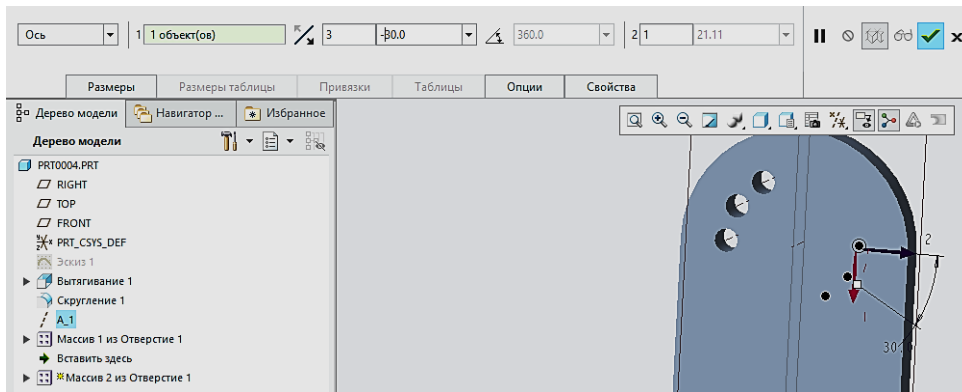 Ось 1 1 объект(ов) 3 -30.0 360.0 2 1 21.11
Размеры Размеры таблицы Привязки Таблицы Опции Свойства
Дерево модели Навигатор ... Избранное
Дерево модели
PRT0004.PRT
RIGHT
TOP
FRONT
PRT_CSYS_DEF
Эскиз 1
Вытягивание 1
Скругление 1
A_1
Массив 1 из Отверстие 1
Вставить здесь
Массив 2 из Отверстие 1
2
1